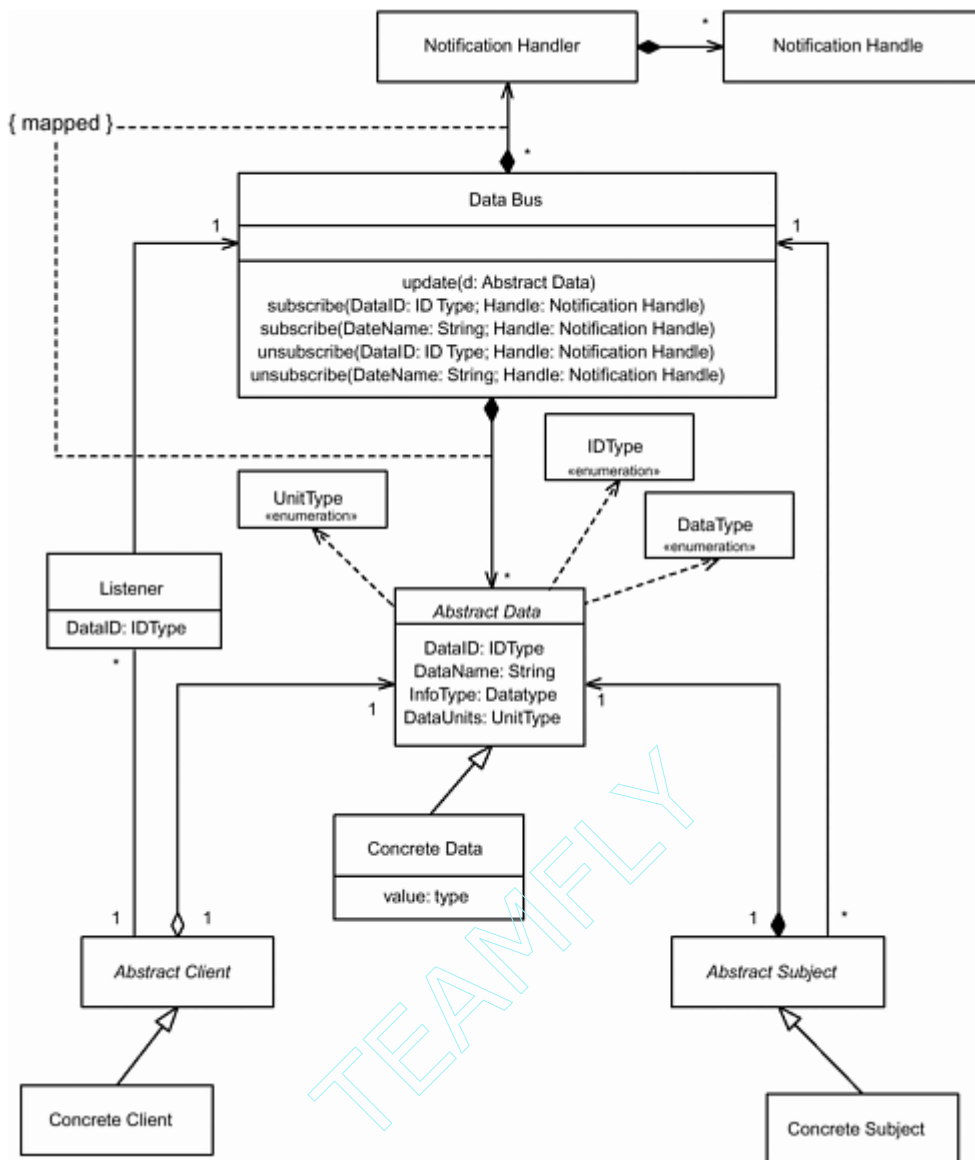 Notification Handler
*
Notification Handle
{ mapped }
*
Data Bus
1
1
update(d: Abstract Data)
subscribe(DataID: ID Type; Handle: Notification Handle)
subscribe(DateName: String; Handle: Notification Handle)
unsubscribe(DataID: ID Type; Handle: Notification Handle)
unsubscribe(DateName: String; Handle: Notification Handle)
IDType
«enumeration»
UnitType
«enumeration»
DataType
«enumeration»
Listener
DataID: IDType
*
*
Abstract Data
DataID: IDType
DataName: String
InfoType: Datatype
DataUnits: UnitType
1
1
Concrete Data
value: type
TEAMFLY
1
1
1
*
Abstract Client
Abstract Subject
Concrete Client
Concrete Subject